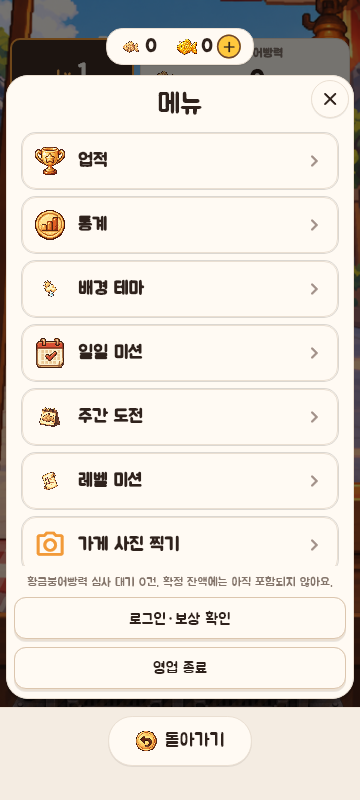 0 0
어빵력
메뉴
업적
통계
배경 테마
일일 미션
주간 도전
레벨 미션
가게 사진 찍기
황금붕어빵력 심사 대기 0건, 확정 잔액에는 아직 포함되지 않아요.
로그인·보상 확인
영업 종료
돌아가기